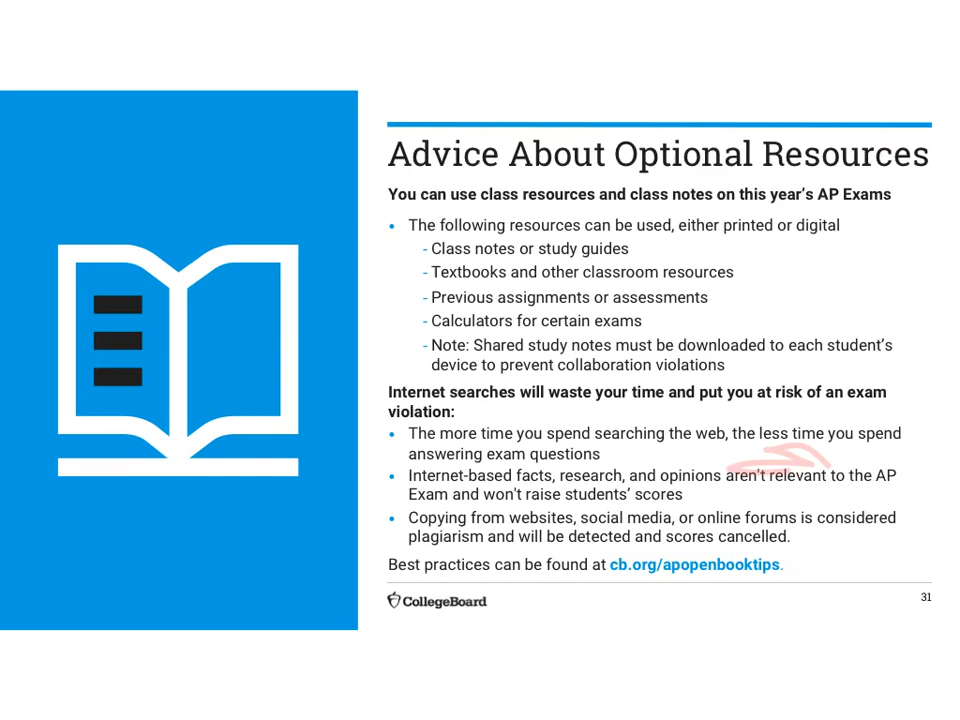 Advice About Optional Resources
You can use class resources and class notes on this year's AP Exams
• The following resources can be used, either printed or digital
- Class notes or study guides
- Textbooks and other classroom resources
- Previous assignments or assessments
- Calculators for certain exams
- Note: Shared study notes must be downloaded to each student's
device to prevent collaboration violations
Internet searches will waste your time and put you at risk of an exam
violation:
• The more time you spend searching the web, the less time you spend
answering exam questions
• Internet-based facts, research, and opinions aren't relevant to the AP
Exam and won't raise students' scores
• Copying from websites, social media, or online forums is considered
plagiarism and will be detected and scores cancelled.
Best practices can be found at cb.org/apopenbooktips.
CollegeBoard
31